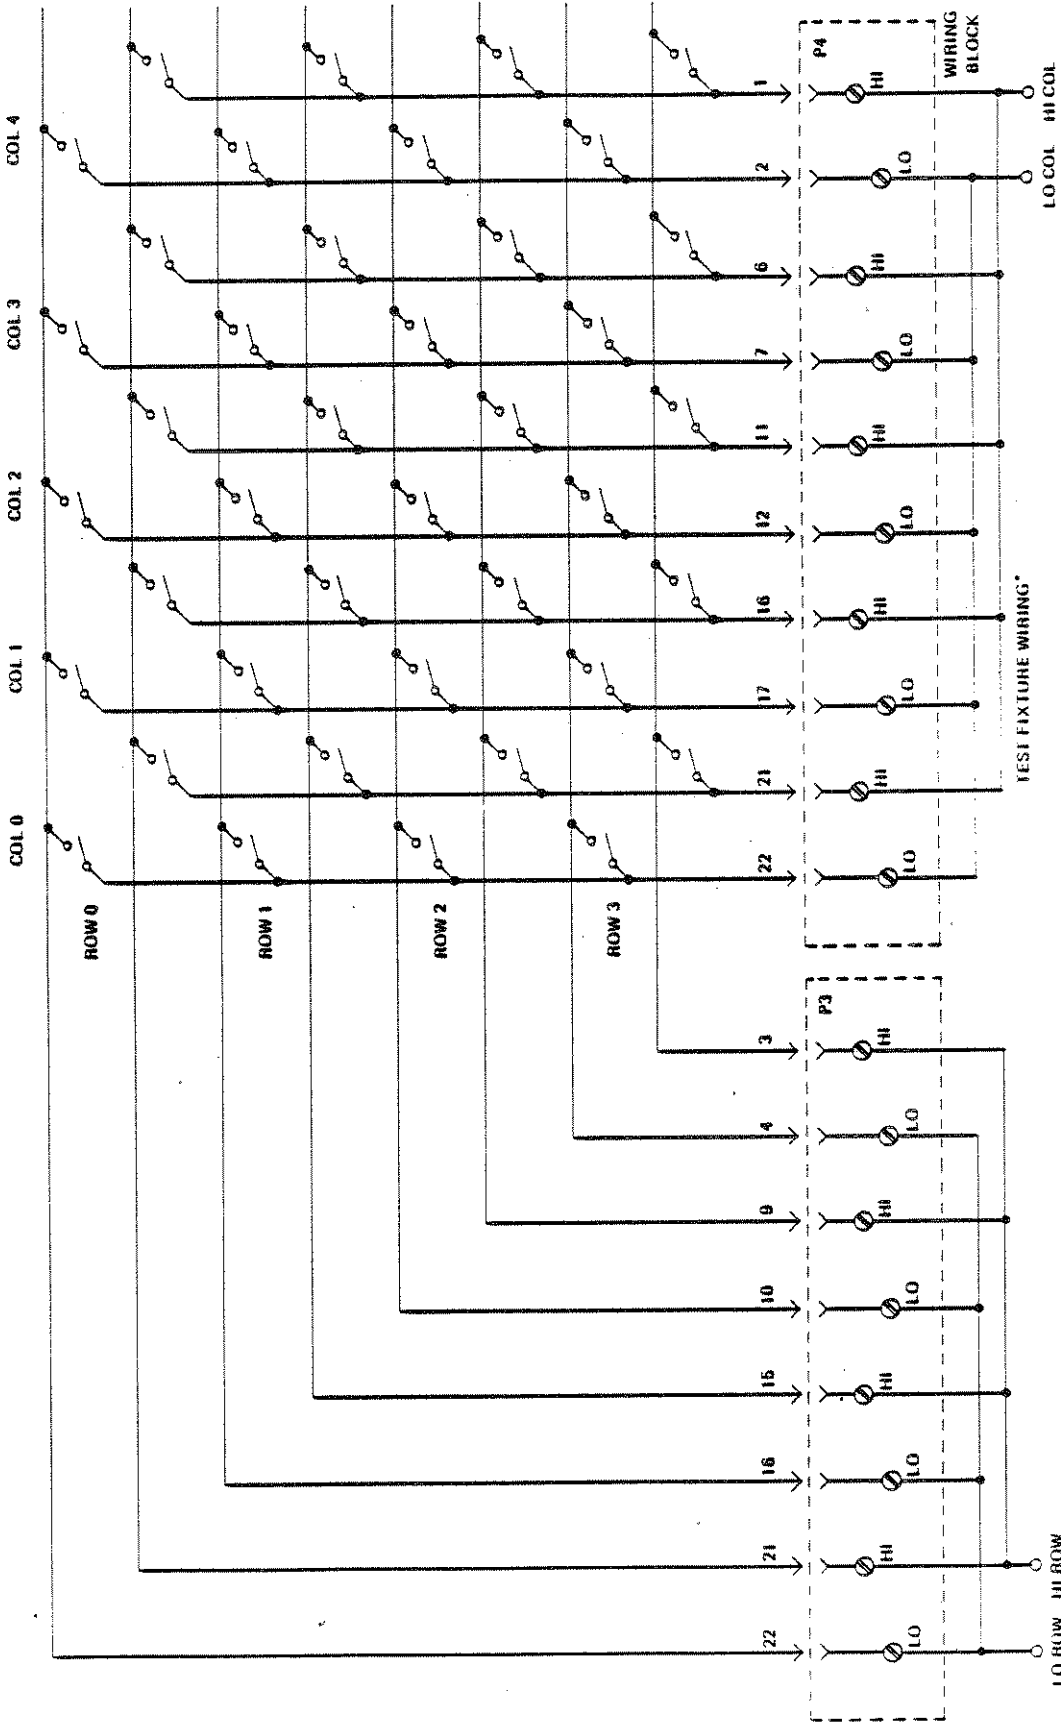 COL 0
COL 1
COL 2
COL 3
COL 4
ROW 0
ROW 1
ROW 2
ROW 3
22
21
16
15
10
9
4
3
22
21
17
16
12
11
7
6
2
1
P3
P4
LO
HI
LO
HI
LO
HI
LO
HI
LO
HI
LO
HI
LO
HI
LO
HI
LO
HI
WIRING
BLOCK
TEST FIXTURE WIRING*
LO ROW
HI ROW
LO COL
HI COL